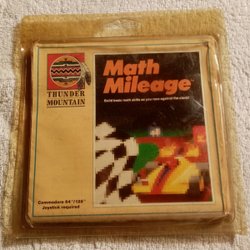 THUNDER
MOUNTAIN
Math
Mileage
Build basic math skills as you race against the clock!
Commodore 64™/128™
Joystick required